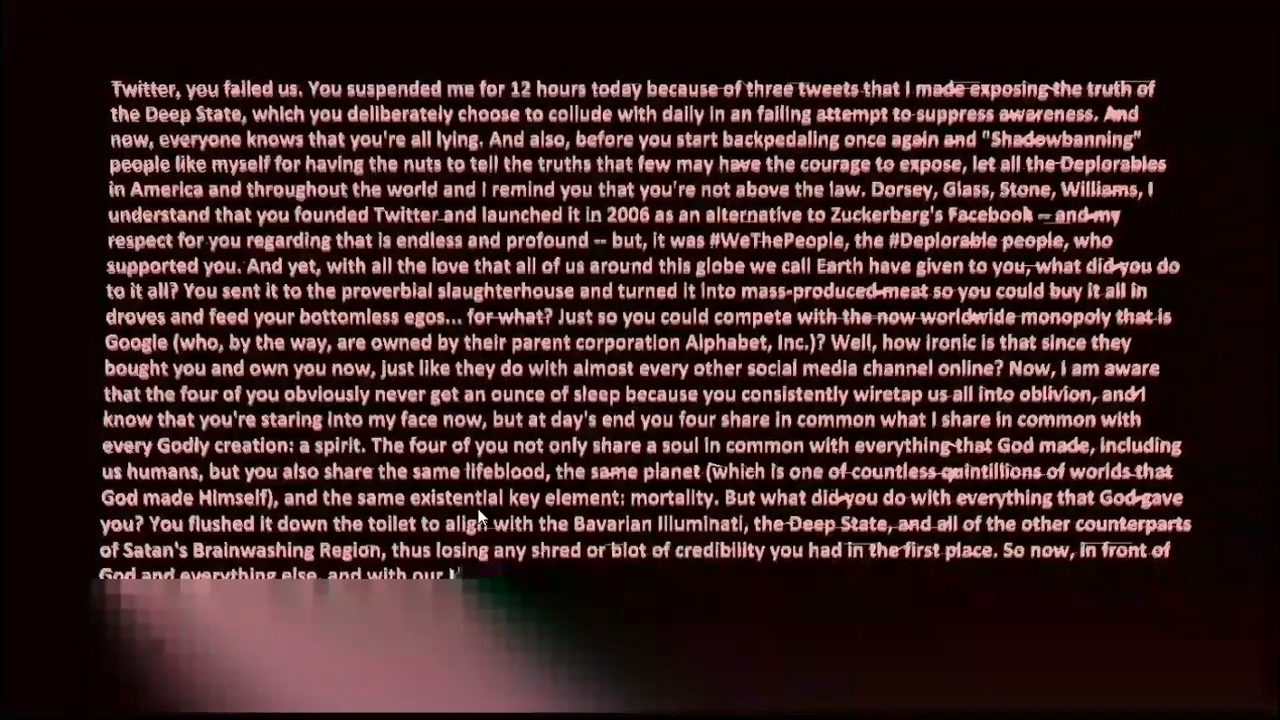 Twitter, you failed us. You suspended me for 12 hours today because of three tweets that I made exposing the truth of
the Deep State, which you deliberately choose to collude with daily in an failing attempt to suppress awareness. And
now, everyone knows that you're all lying. And also, before you start backpedaling once again and "Shadowbanning"
people like myself for having the nuts to tell the truths that few may have the courage to expose, let all the Deplorables
in America and throughout the world and I remind you that you're not above the law. Dorsey, Glass, Stone, Williams, I
understand that you founded Twitter and launched it in 2006 as an alternative to Zuckerberg's Facebook -- and my
respect for you regarding that is endless and profound -- but, it was #WeThePeople, the #Deplorable people, who
supported you. And yet, with all the love that all of us around this globe we call Earth have given to you, what did you do
to it all? You sent it to the proverbial slaughterhouse and turned it into mass-produced meat so you could buy it all in
droves and feed your bottomless egos... for what? Just so you could compete with the now worldwide monopoly that is
Google (who, by the way, are owned by their parent corporation Alphabet, Inc.)? Well, how ironic is that since they
bought you and own you now, just like they do with almost every other social media channel online? Now, I am aware
that the four of you obviously never get an ounce of sleep because you consistently wiretap us all into oblivion, and I
know that you're staring into my face now, but at day's end you four share in common what I share in common with
every Godly creation: a spirit. The four of you not only share a soul in common with everything that God made, including
us humans, but you also share the same lifeblood, the same planet (which is one of countless quintillions of worlds that
God made Himself), and the same existential key element: mortality. But what did you do with everything that God gave
you? You flushed it down the toilet to align with the Bavarian Illuminati, the Deep State, and all of the other counterparts
of Satan's Brainwashing Region, thus losing any shred or blot of credibility you had in the first place. So now, in front of
God and everything else, and with our